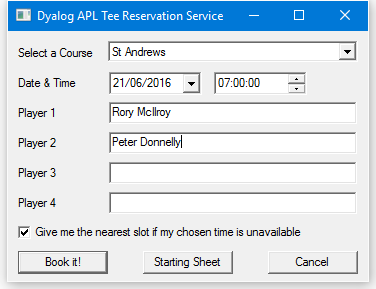 Dyalog APL Tee Reservation Service
Select a Course St Andrews
Date & Time 21/06/2016 07:00:00
Player 1 Rory McIlroy
Player 2 Peter Donnelly
Player 3
Player 4
Give me the nearest slot if my chosen time is unavailable
Book it! Starting Sheet Cancel